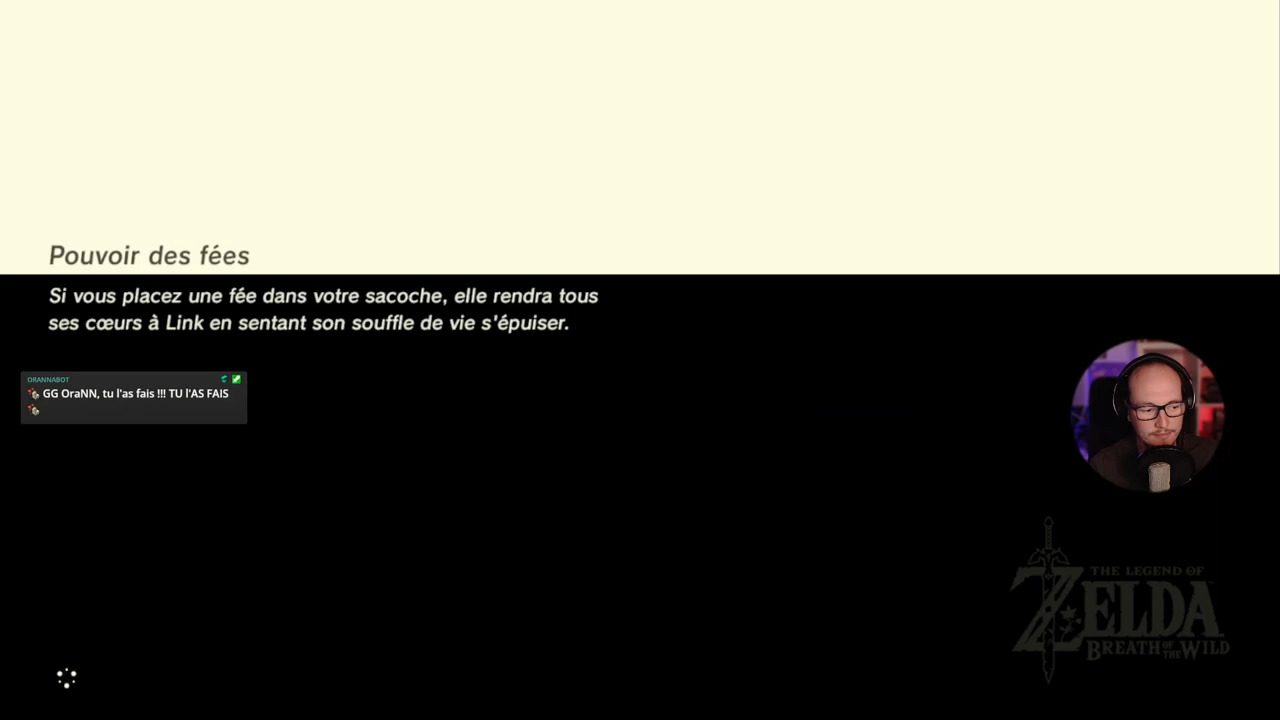 Pouvoir des fées
Si vous placez une fée dans votre sacoche, elle rendra tous
ses cœurs à Link en sentant son souffle de vie s'épuiser.
ORANNABOT
GG OraNN, tu l'as fais !!! TU l'AS FAIS
THE LEGEND OF
ZELDA
BREATH OF THE WILD